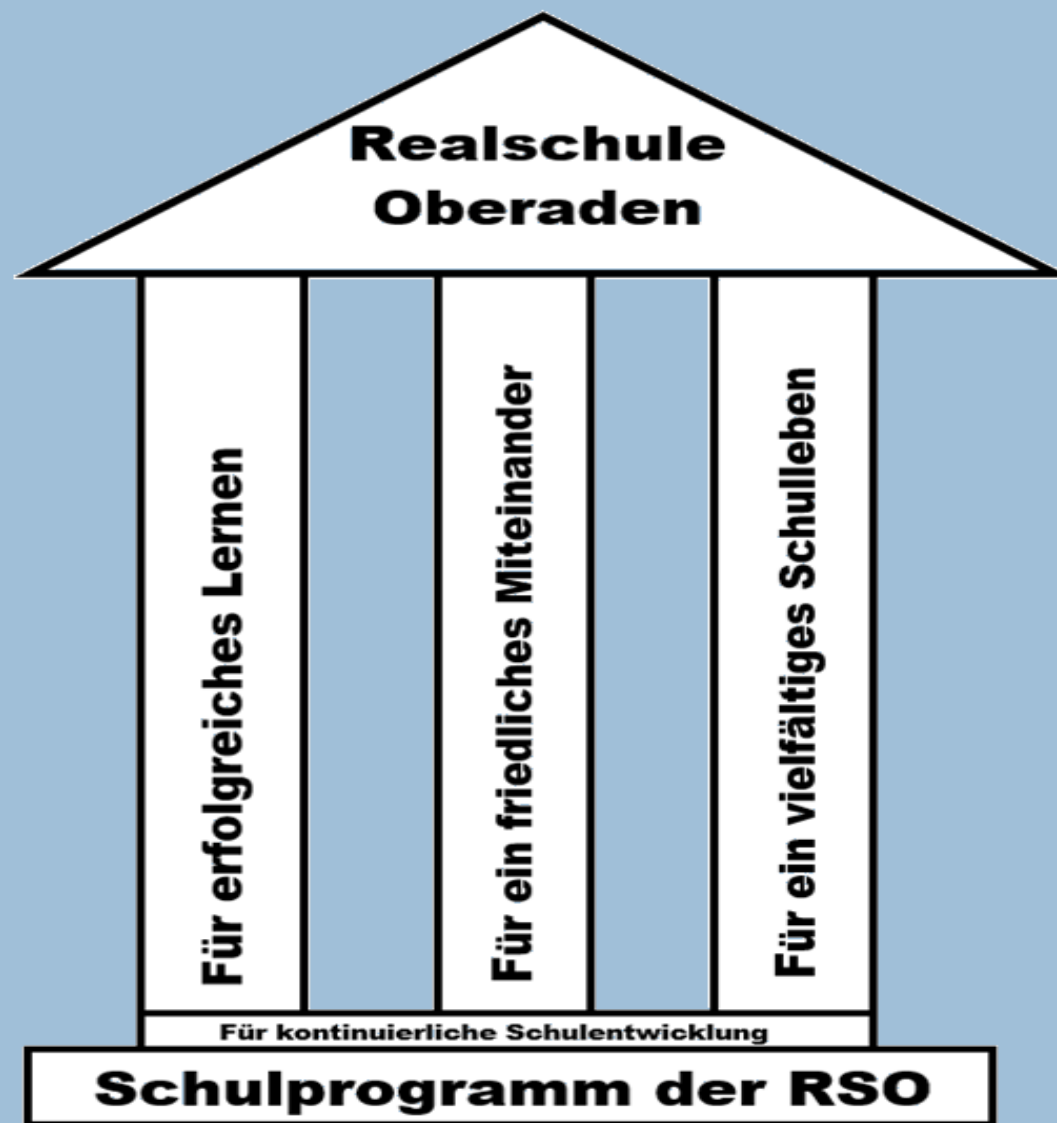 Realschule
Oberaden
Für erfolgreiches Lernen
Für ein friedliches Miteinander
Für ein vielfältiges Schulleben
Für kontinuierliche Schulentwicklung
Schulprogramm der RSO